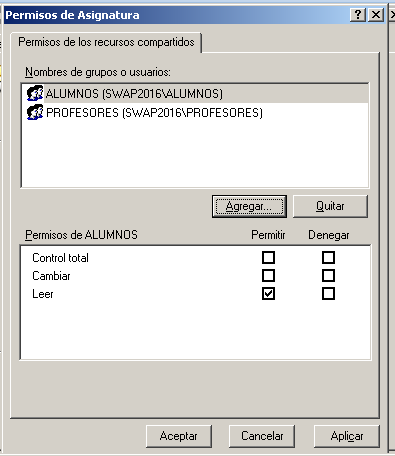 Permisos de Asignatura
Permisos de los recursos compartidos
Nombres de grupos o usuarios:
ALUMNOS (SWAP2016\ALUMNOS)
PROFESORES (SWAP2016\PROFESORES)
Agregar... Quitar
Permisos de ALUMNOS Permitir Denegar
Control total
Cambiar
Leer
Aceptar Cancelar Aplicar